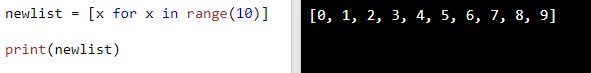 newlist = [x for x in range(10)]
print(newlist)
[0, 1, 2, 3, 4, 5, 6, 7, 8, 9]